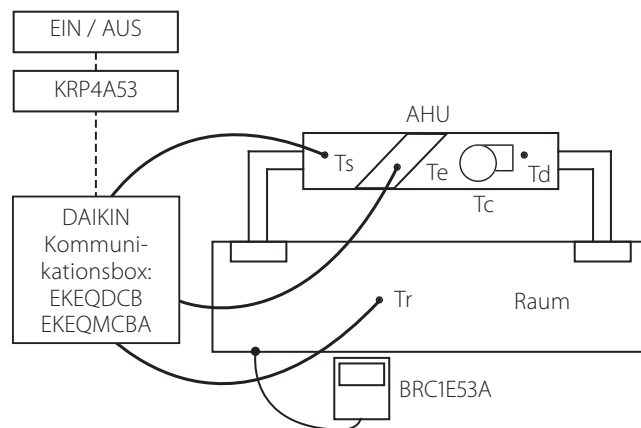 EIN / AUS
KRP4A53
AHU
Ts
Te
Td
Tc
DAIKIN
Kommuni-
kationsbox:
EKEQDCB
EKEQMCBA
Tr
Raum
BRC1E53A